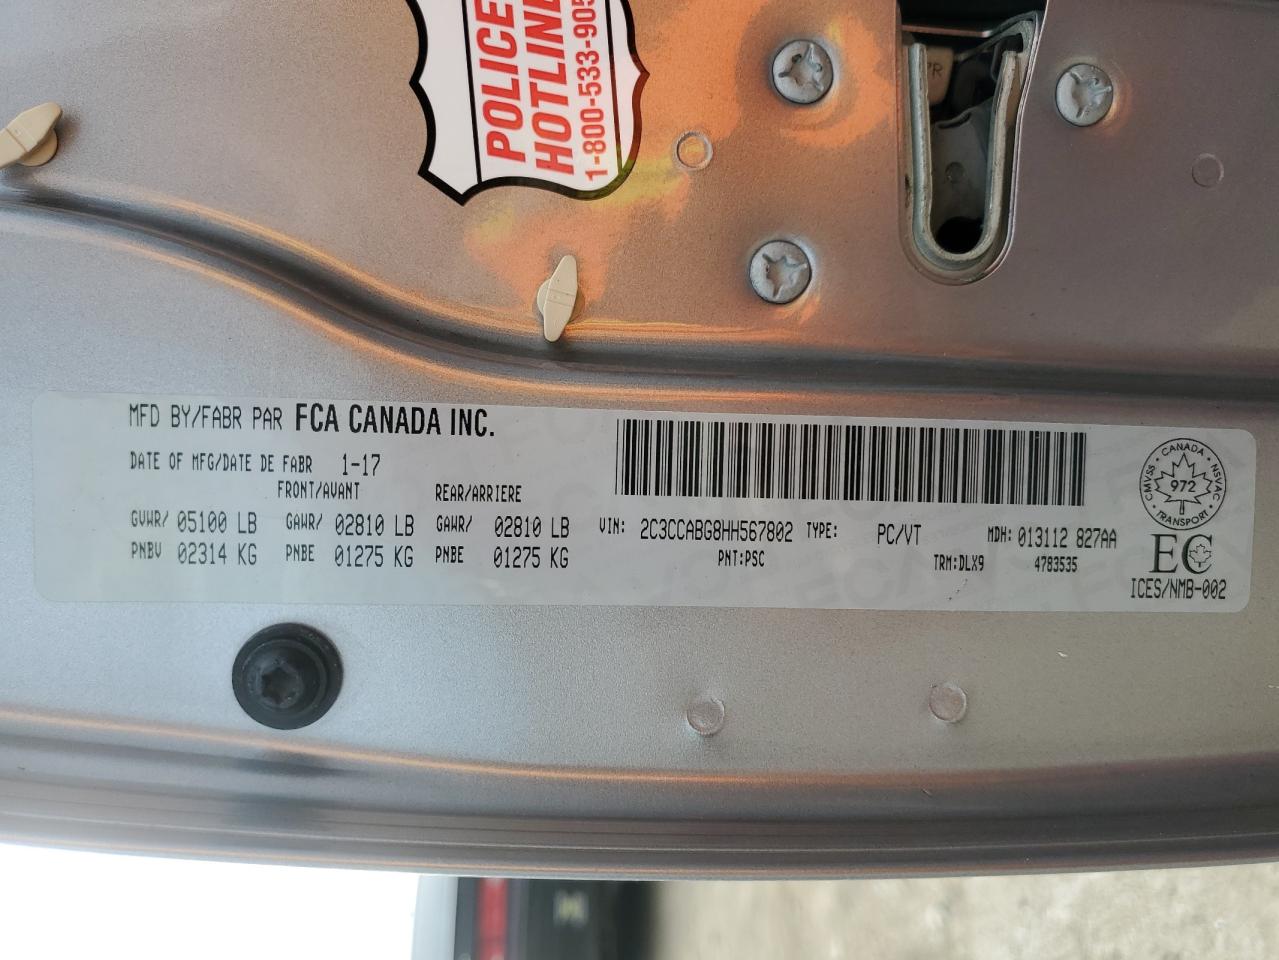 POLICE
HOTLINE
1-800-533-905
MFD BY/FABR PAR FCA CANADA INC.
DATE OF MFG/DATE DE FABR 1-17
FRONT/AVANT REAR/ARRIERE
GVWR/ 05100 LB GAWR/ 02810 LB GAWR/ 02810 LB VIN: 2C3CCABG8HH567802 TYPE: PC/VT MDH: 013112 827AA
PNBV 02314 KG PNBE 01275 KG PNBE 01275 KG PNT:PSC TRM:DLX9 4783535
CANADA
CMVSS NSVAC
972
TRANSPORT
EC
ICES/NMB-002